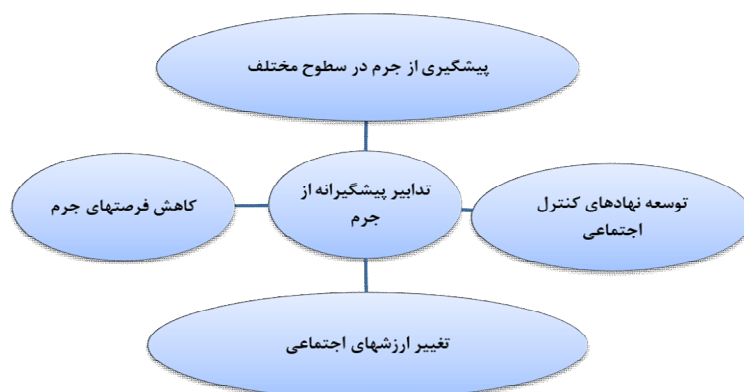 پیشگیری از جرم در سطوح مختلف
تدابیر پیشگیرانه از
جرم
توسعه نهادهای کنترل
اجتماعی
کاهش فرصتهای جرم
تغییر ارزشهای اجتماعی